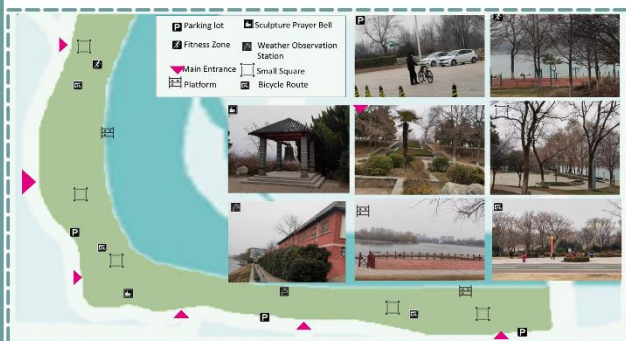 P Parking lot
Sculpture Prayer Bell
Fitness Zone
Weather Observation
Station
Main Entrance
Small Square
Platform
Bicycle Route
P
P
P
P